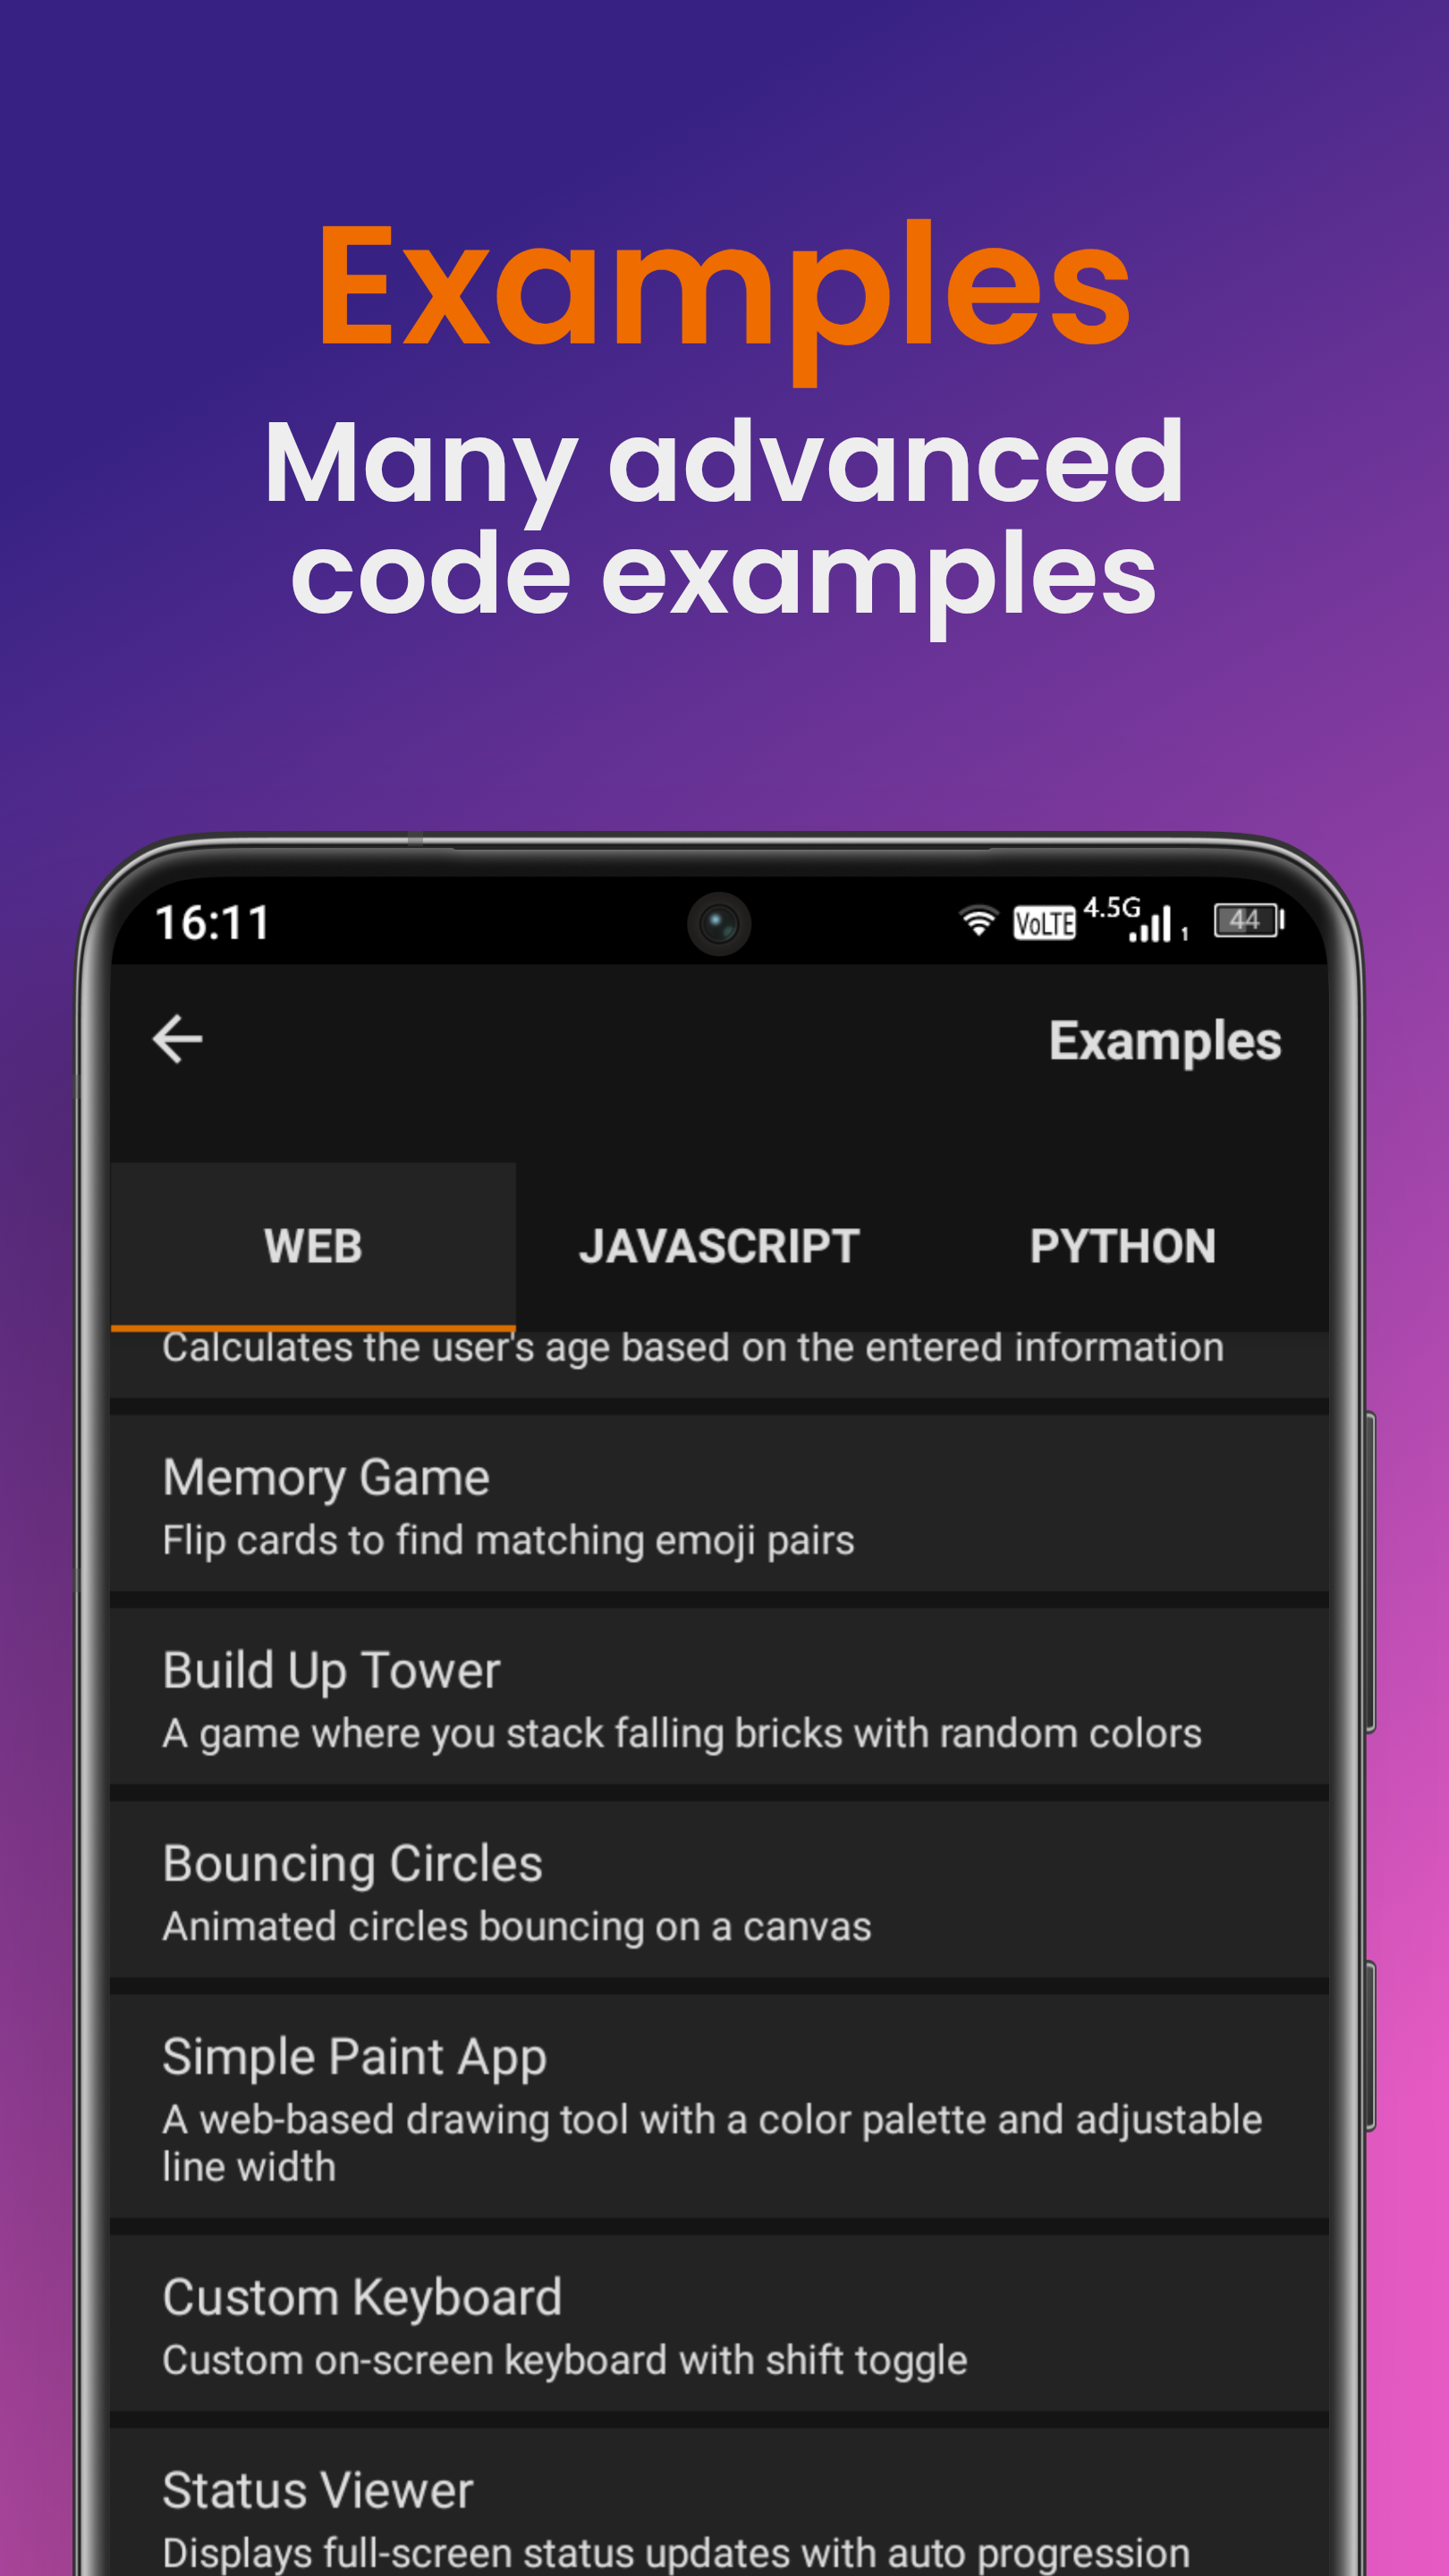 Examples
Many advanced
code examples
16:11
VoLTE 4.5G 1 44
Examples
WEB JAVASCRIPT PYTHON
Calculates the user's age based on the entered information
Memory Game
Flip cards to find matching emoji pairs
Build Up Tower
A game where you stack falling bricks with random colors
Bouncing Circles
Animated circles bouncing on a canvas
Simple Paint App
A web-based drawing tool with a color palette and adjustable
line width
Custom Keyboard
Custom on-screen keyboard with shift toggle
Status Viewer
Displays full-screen status updates with auto progression